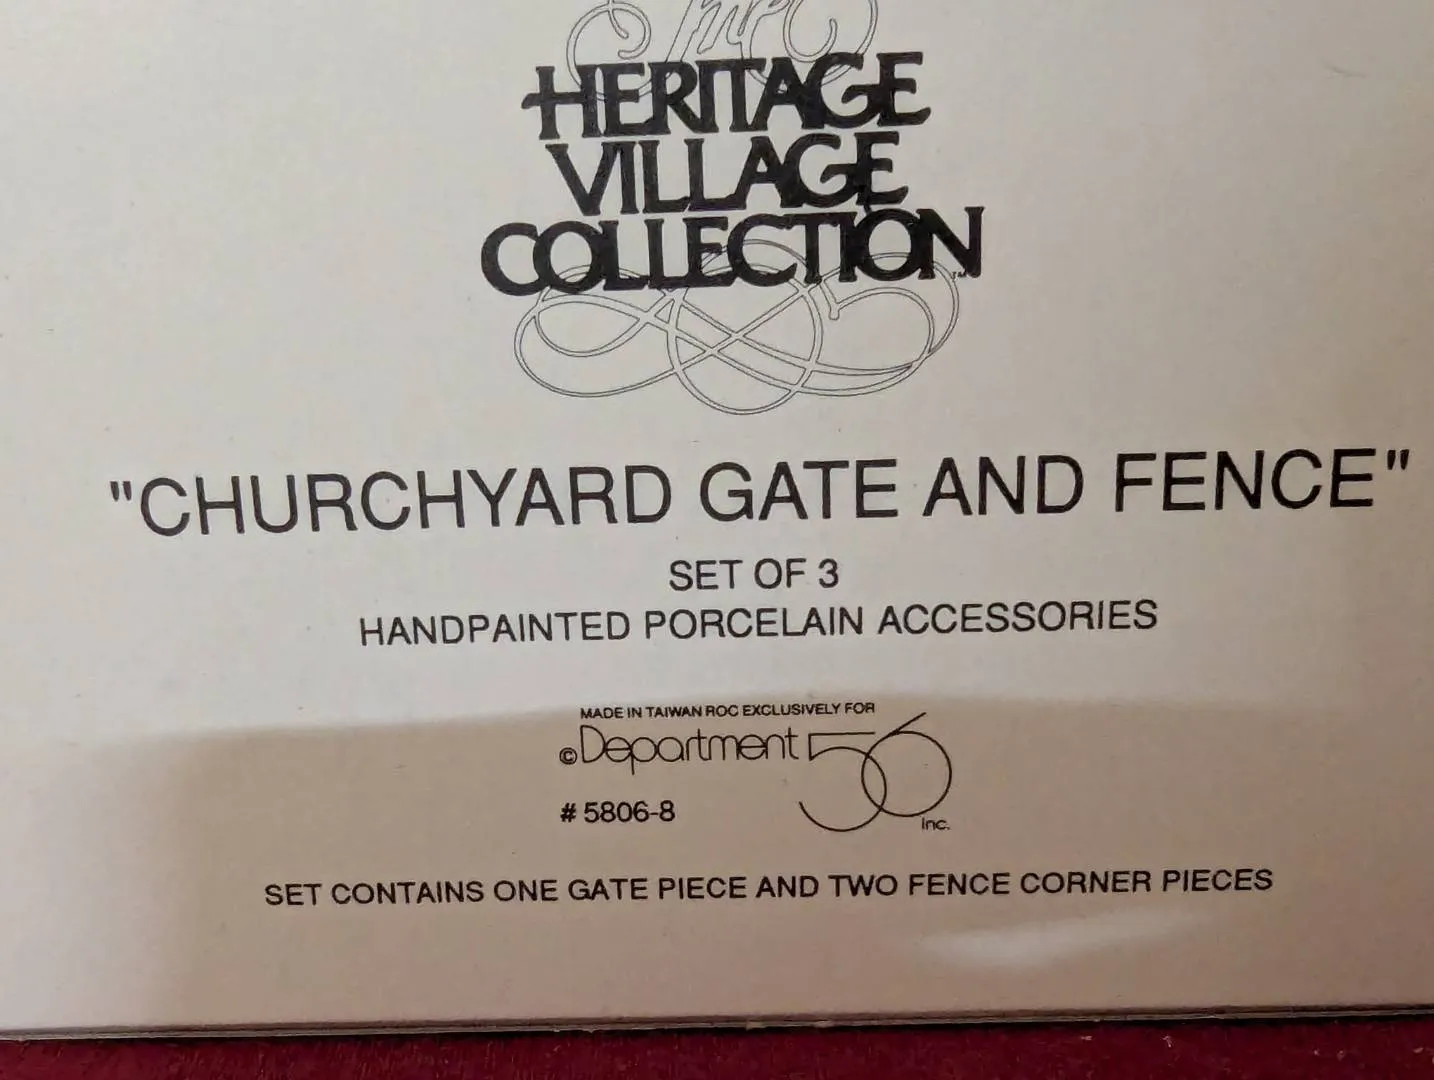 The
HERITAGE
VILLAGE
COLLECTION™
"CHURCHYARD GATE AND FENCE"
SET OF 3
HANDPAINTED PORCELAIN ACCESSORIES
MADE IN TAIWAN ROC EXCLUSIVELY FOR
©Department 56
Inc.
# 5806-8
SET CONTAINS ONE GATE PIECE AND TWO FENCE CORNER PIECES